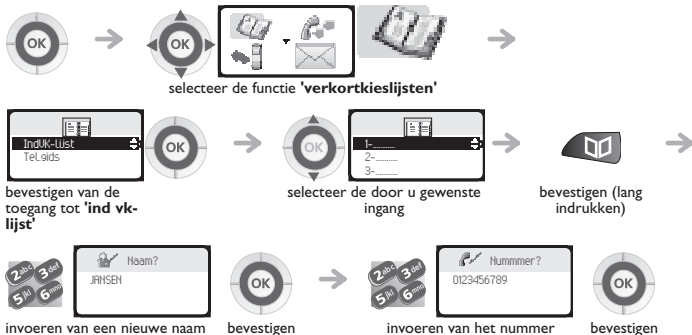 OK
OK
selecteer de functie 'verkortkieslijsten'
IndVK-lijst
Tel.gids
OK
OK
1-..........
2-..........
3-..........
bevestigen van de
toegang tot 'ind vk-
lijst'
selecteer de door u gewenste
ingang
bevestigen (lang
indrukken)
2abc 3def
5jkl 6mno
Naam?
JANSEN
OK
2abc 3def
5jkl 6mno
Nummmer?
0123456789
OK
invoeren van een nieuwe naam
bevestigen
invoeren van het nummer
bevestigen